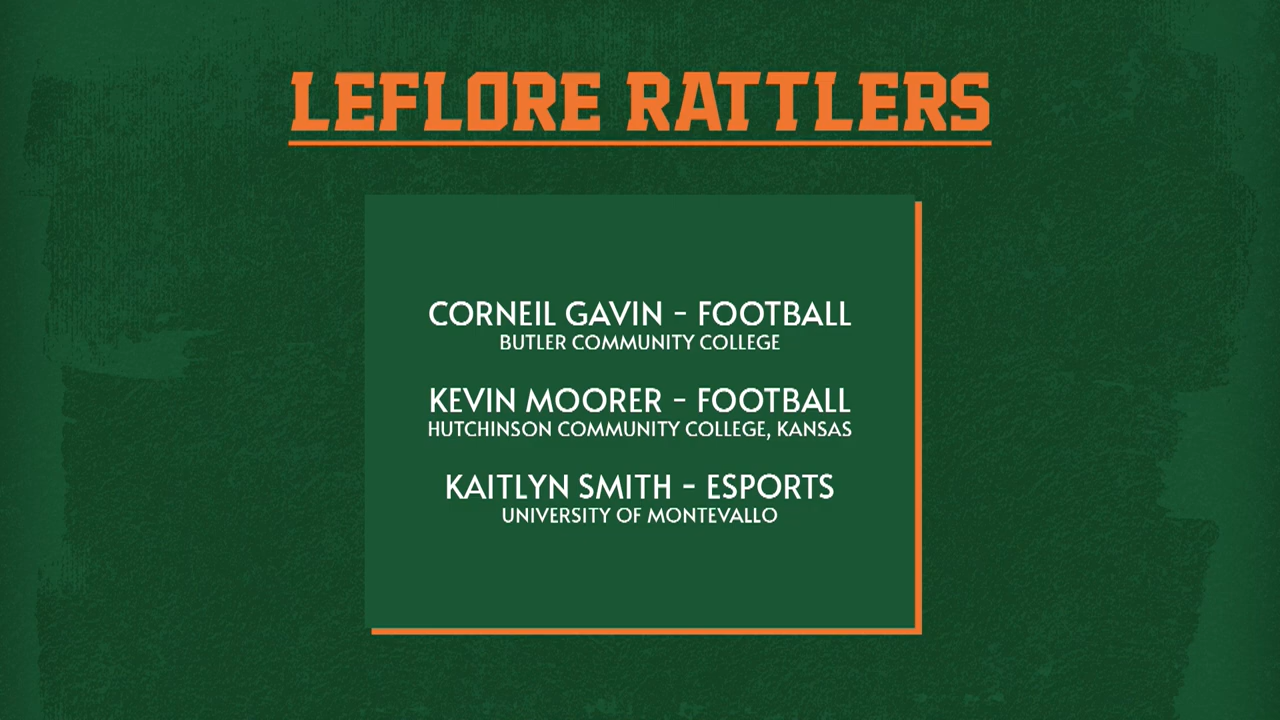 LEFLORE RATTLERS
CORNEIL GAVIN - FOOTBALL
BUTLER COMMUNITY COLLEGE
KEVIN MOORER - FOOTBALL
HUTCHINSON COMMUNITY COLLEGE, KANSAS
KAITLYN SMITH - ESPORTS
UNIVERSITY OF MONTEVALLO